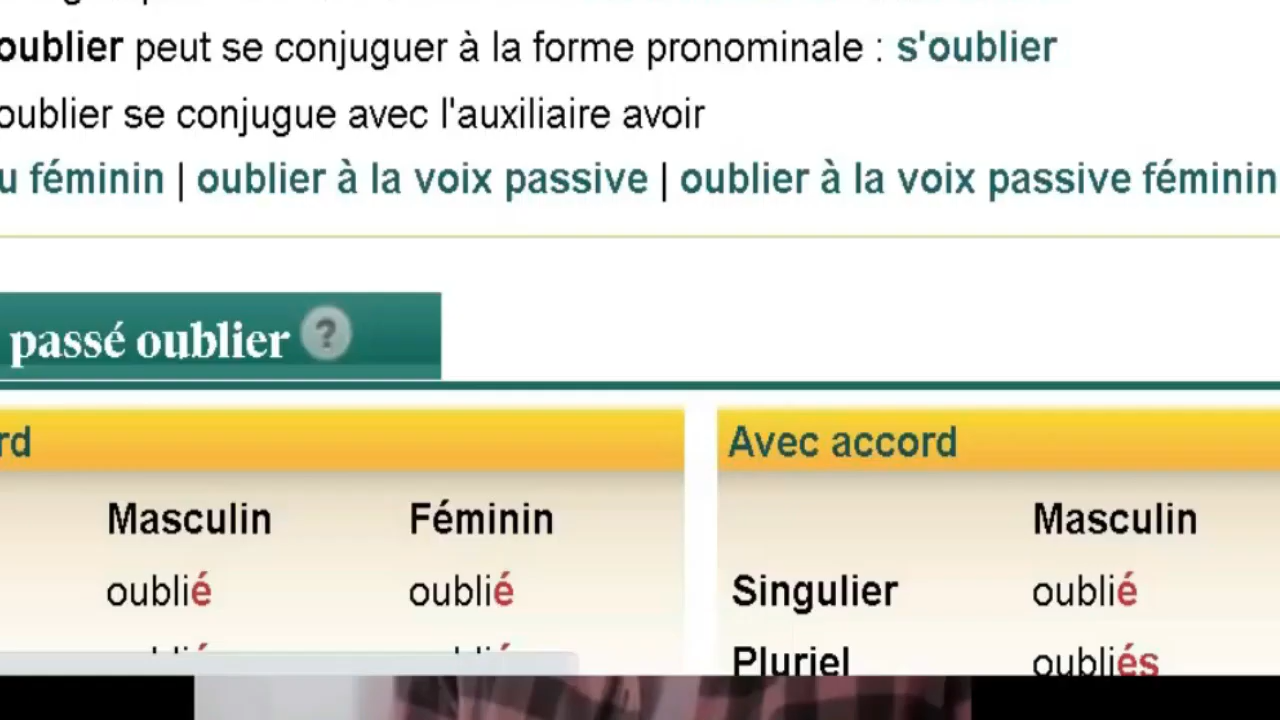 oublier peut se conjuguer à la forme pronominale : s'oublier
oublier se conjugue avec l'auxiliaire avoir
u féminin | oublier à la voix passive | oublier à la voix passive féminin
passé oublier ?
rd
Avec accord
Masculin Féminin
Masculin
oublié oublié
Singulier oublié
Pluriel oubliés